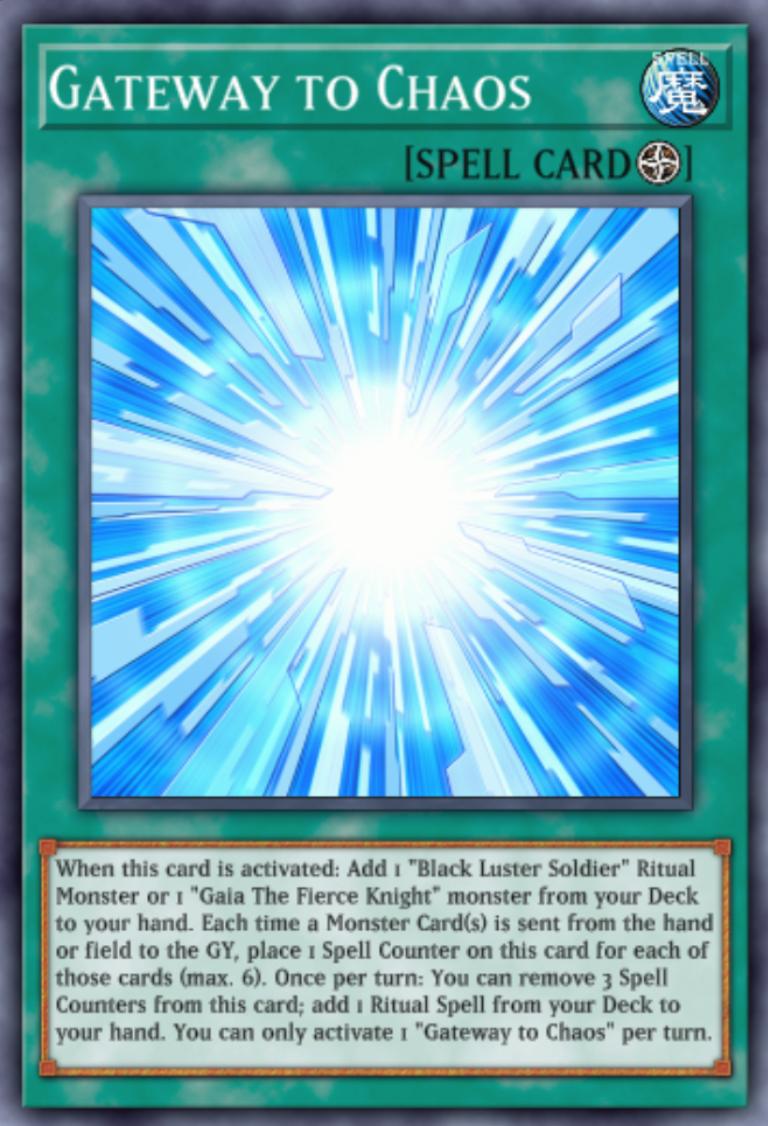 GATEWAY TO CHAOS
SPELL
魔
[SPELL CARD]
When this card is activated: Add 1 "Black Luster Soldier" Ritual
Monster or 1 "Gaia The Fierce Knight" monster from your Deck
to your hand. Each time a Monster Card(s) is sent from the hand
or field to the GY, place 1 Spell Counter on this card for each of
those cards (max. 6). Once per turn: You can remove 3 Spell
Counters from this card; add 1 Ritual Spell from your Deck to
your hand. You can only activate 1 "Gateway to Chaos" per turn.